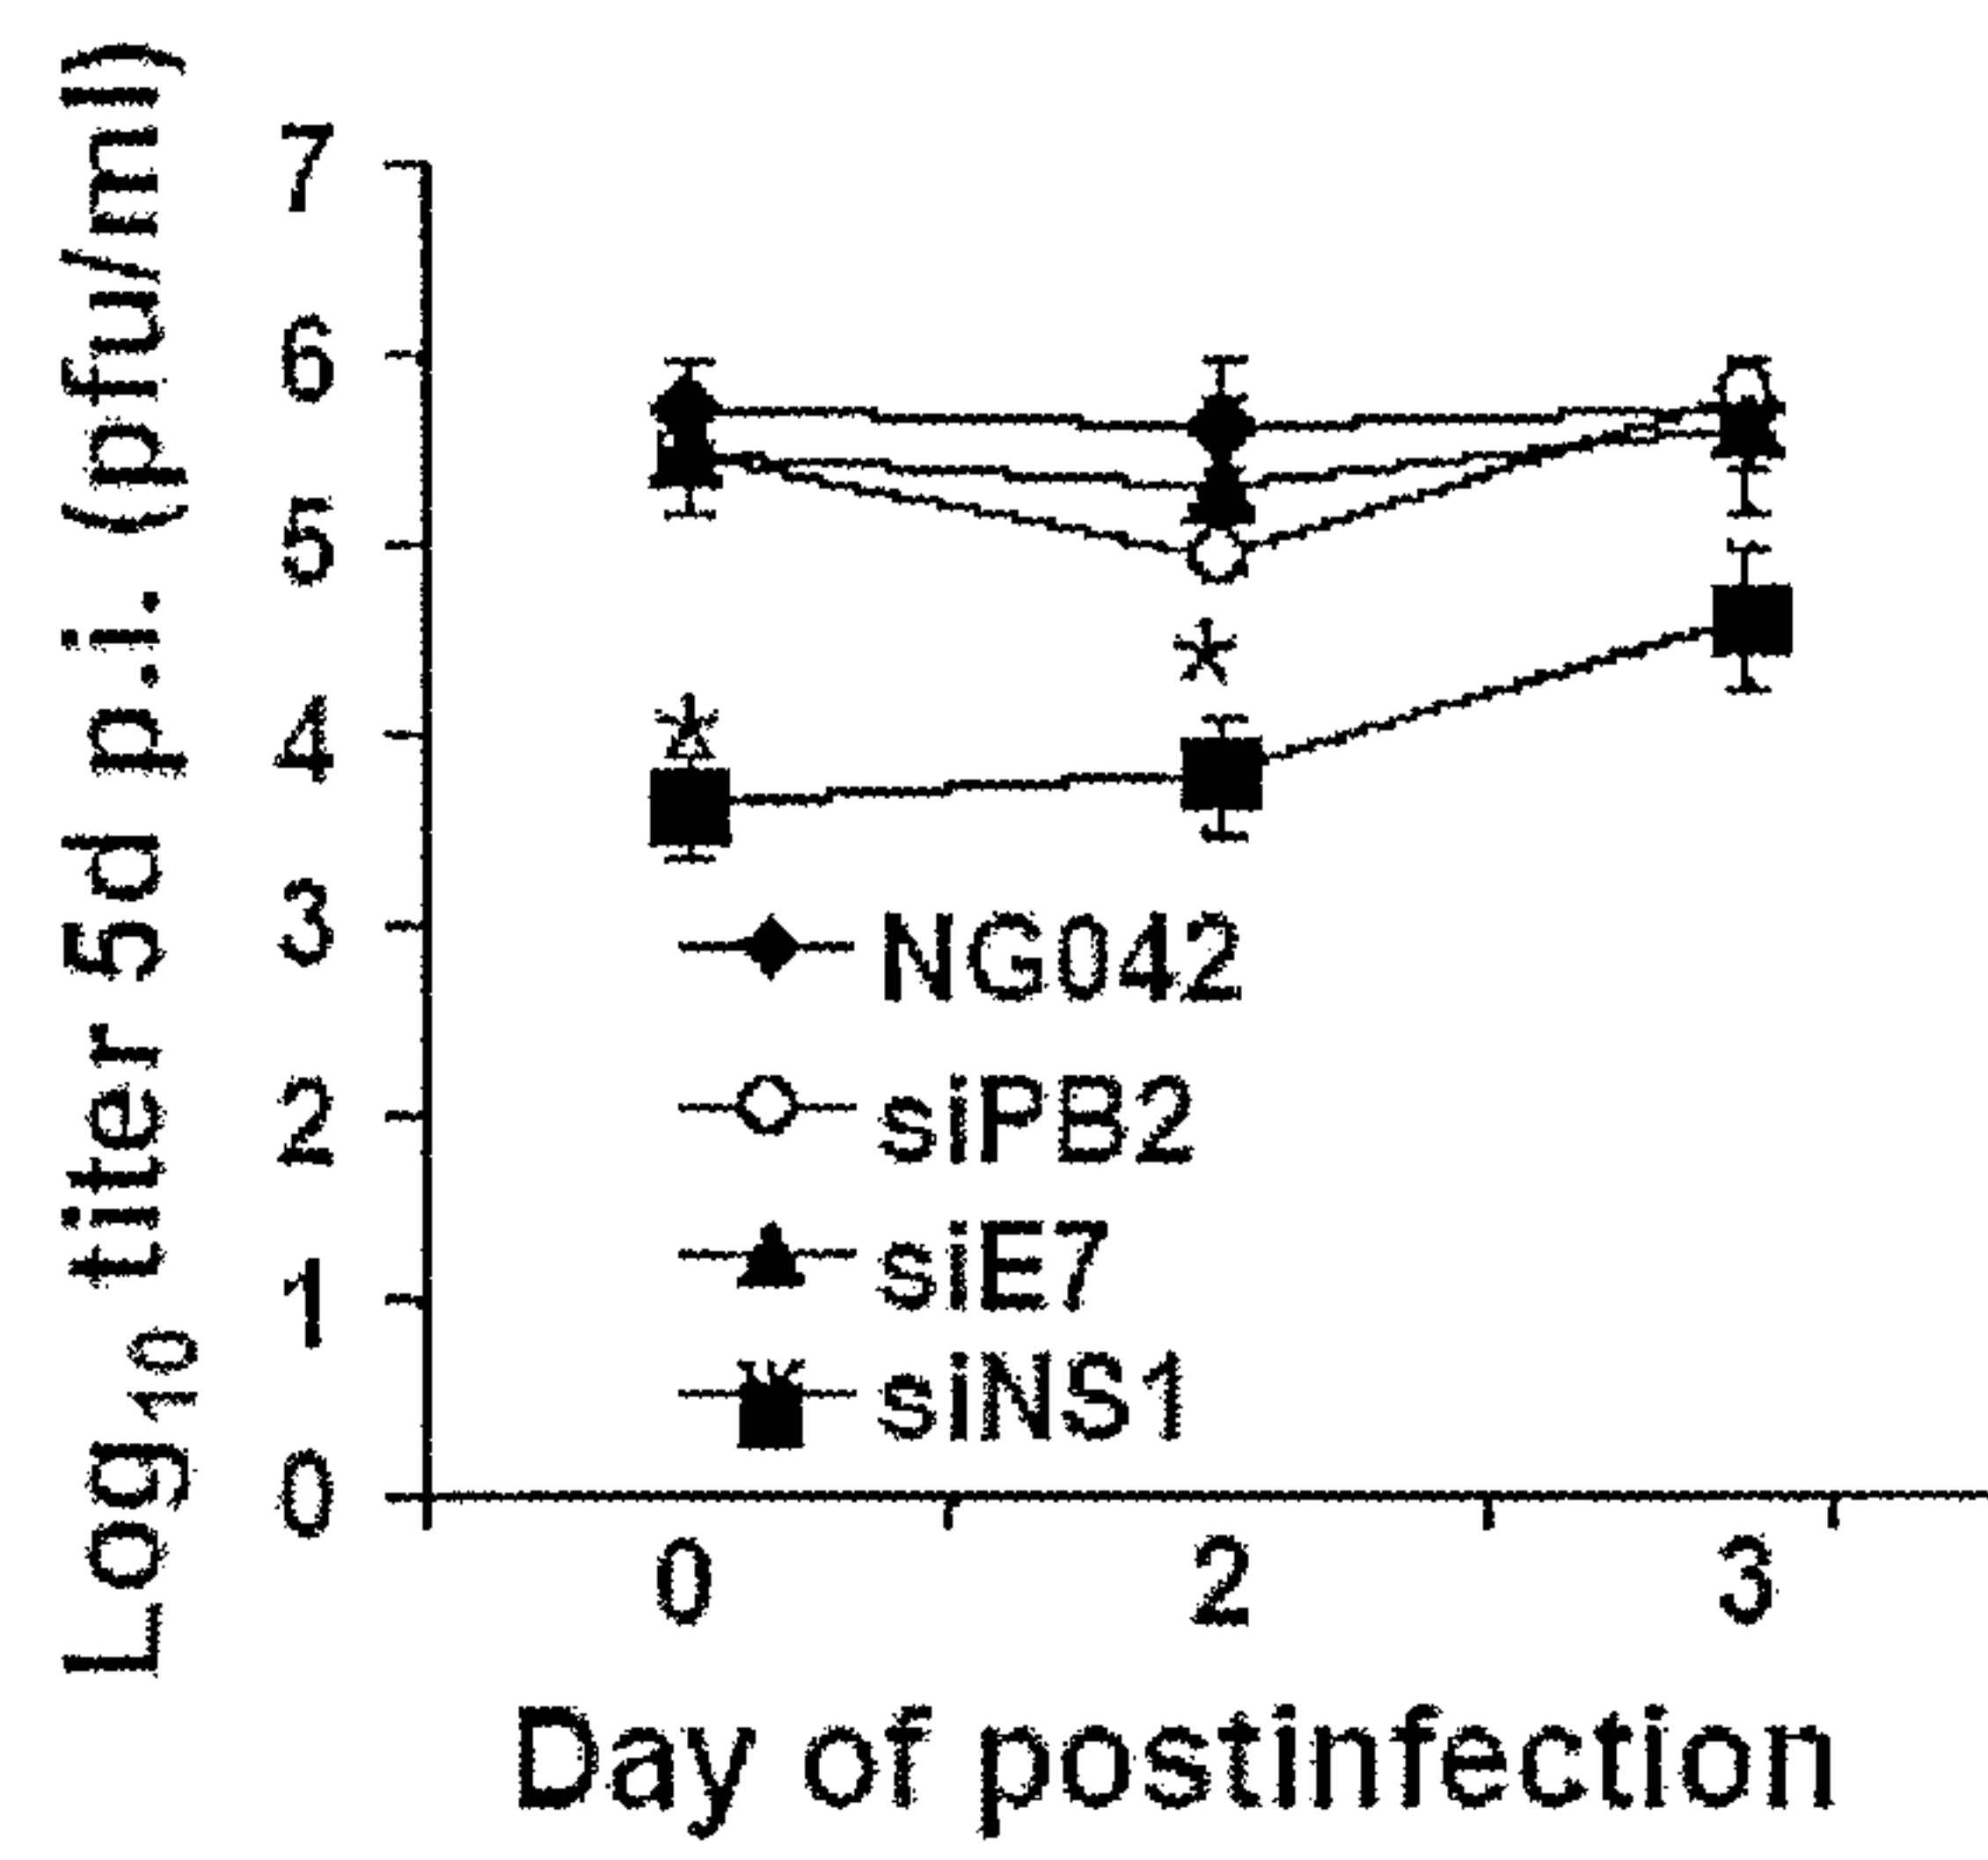 Log10 titer 5d p.i. (pfu/ml)
7
6
5
4
3
2
1
0
*
*
NG042
siPB2
siE7
siNS1
0 2 3
Day of postinfection